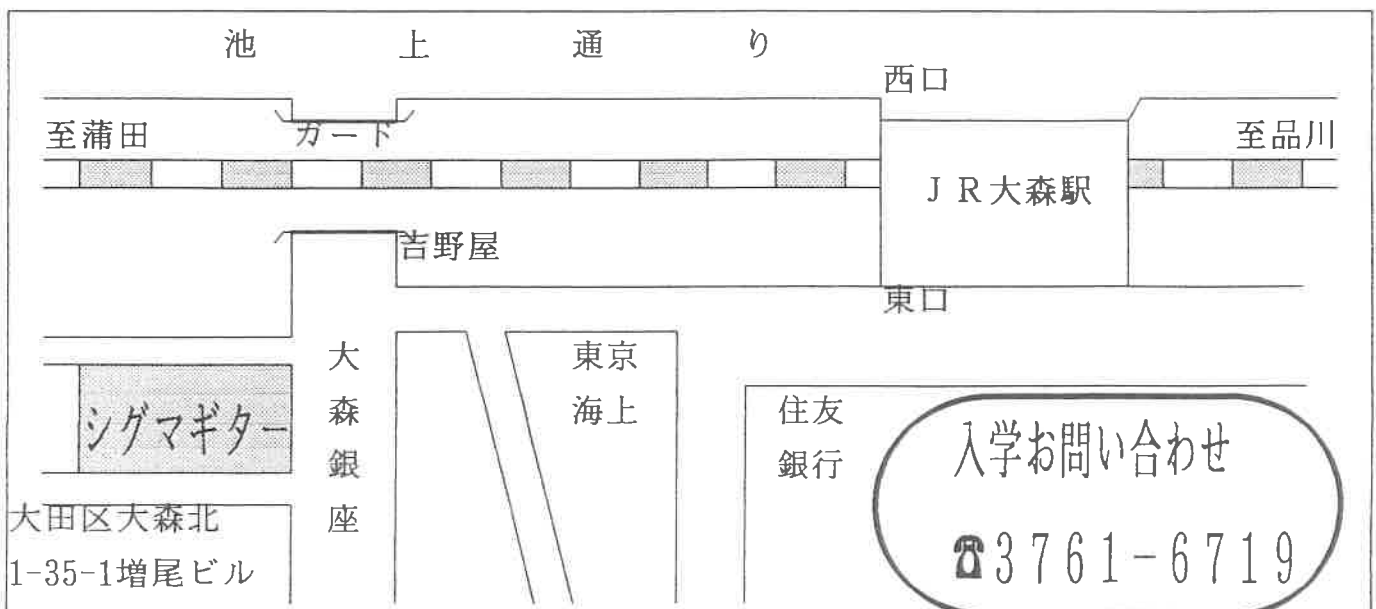 池上通り
西口
至蒲田
ガード
至品川
JR大森駅
吉野屋
東口
大森銀座
東京
海上
住友
銀行
シグマギター
入学お問い合わせ
☎3761-6719
大田区大森北
1-35-1増尾ビル